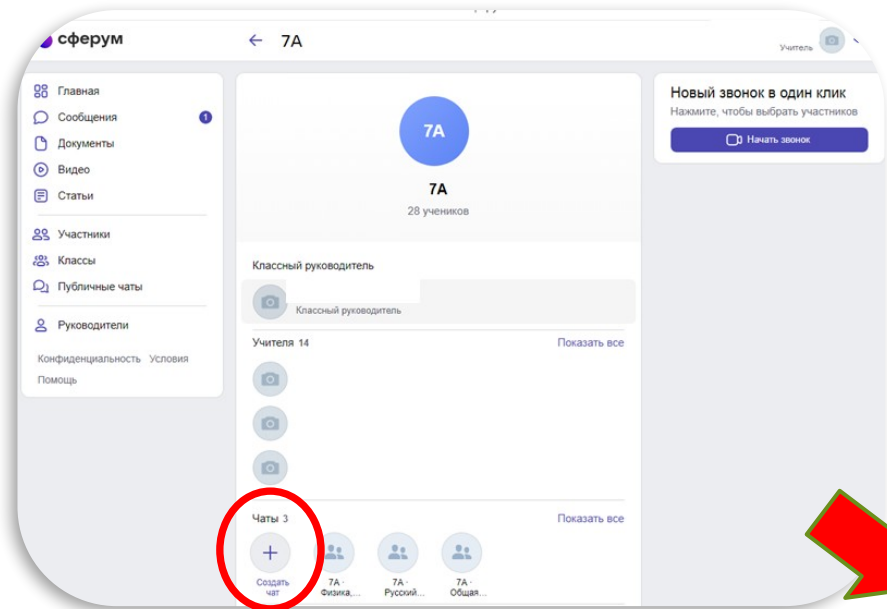 сферум
← 7А
Учитель
Главная
Сообщения 1
Документы
Видео
Статьи
Участники
Классы
Публичные чаты
Руководители
Конфиденциальность Условия
Помощь
7А
7А
28 учеников
Классный руководитель
Классный руководитель
Учителя 14 Показать все
Чаты 3 Показать все
Создать чат
7А · Физика,...
7А · Русский...
7А · Общая...
Новый звонок в один клик
Нажмите, чтобы выбрать участников
Начать звонок